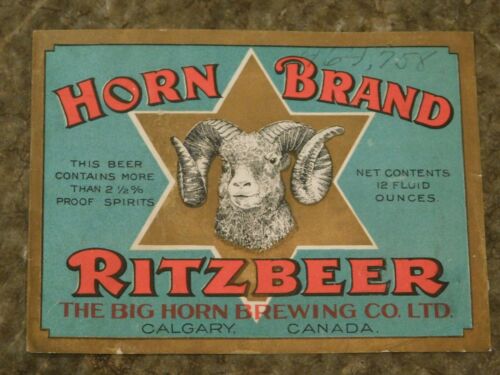 HORN BRAND
THIS BEER
CONTAINS MORE
THAN 2 1/2 %
PROOF SPIRITS
NET CONTENTS
12 FLUID
OUNCES.
RITZBEER
THE BIG HORN BREWING CO. LTD.
CALGARY, CANADA.